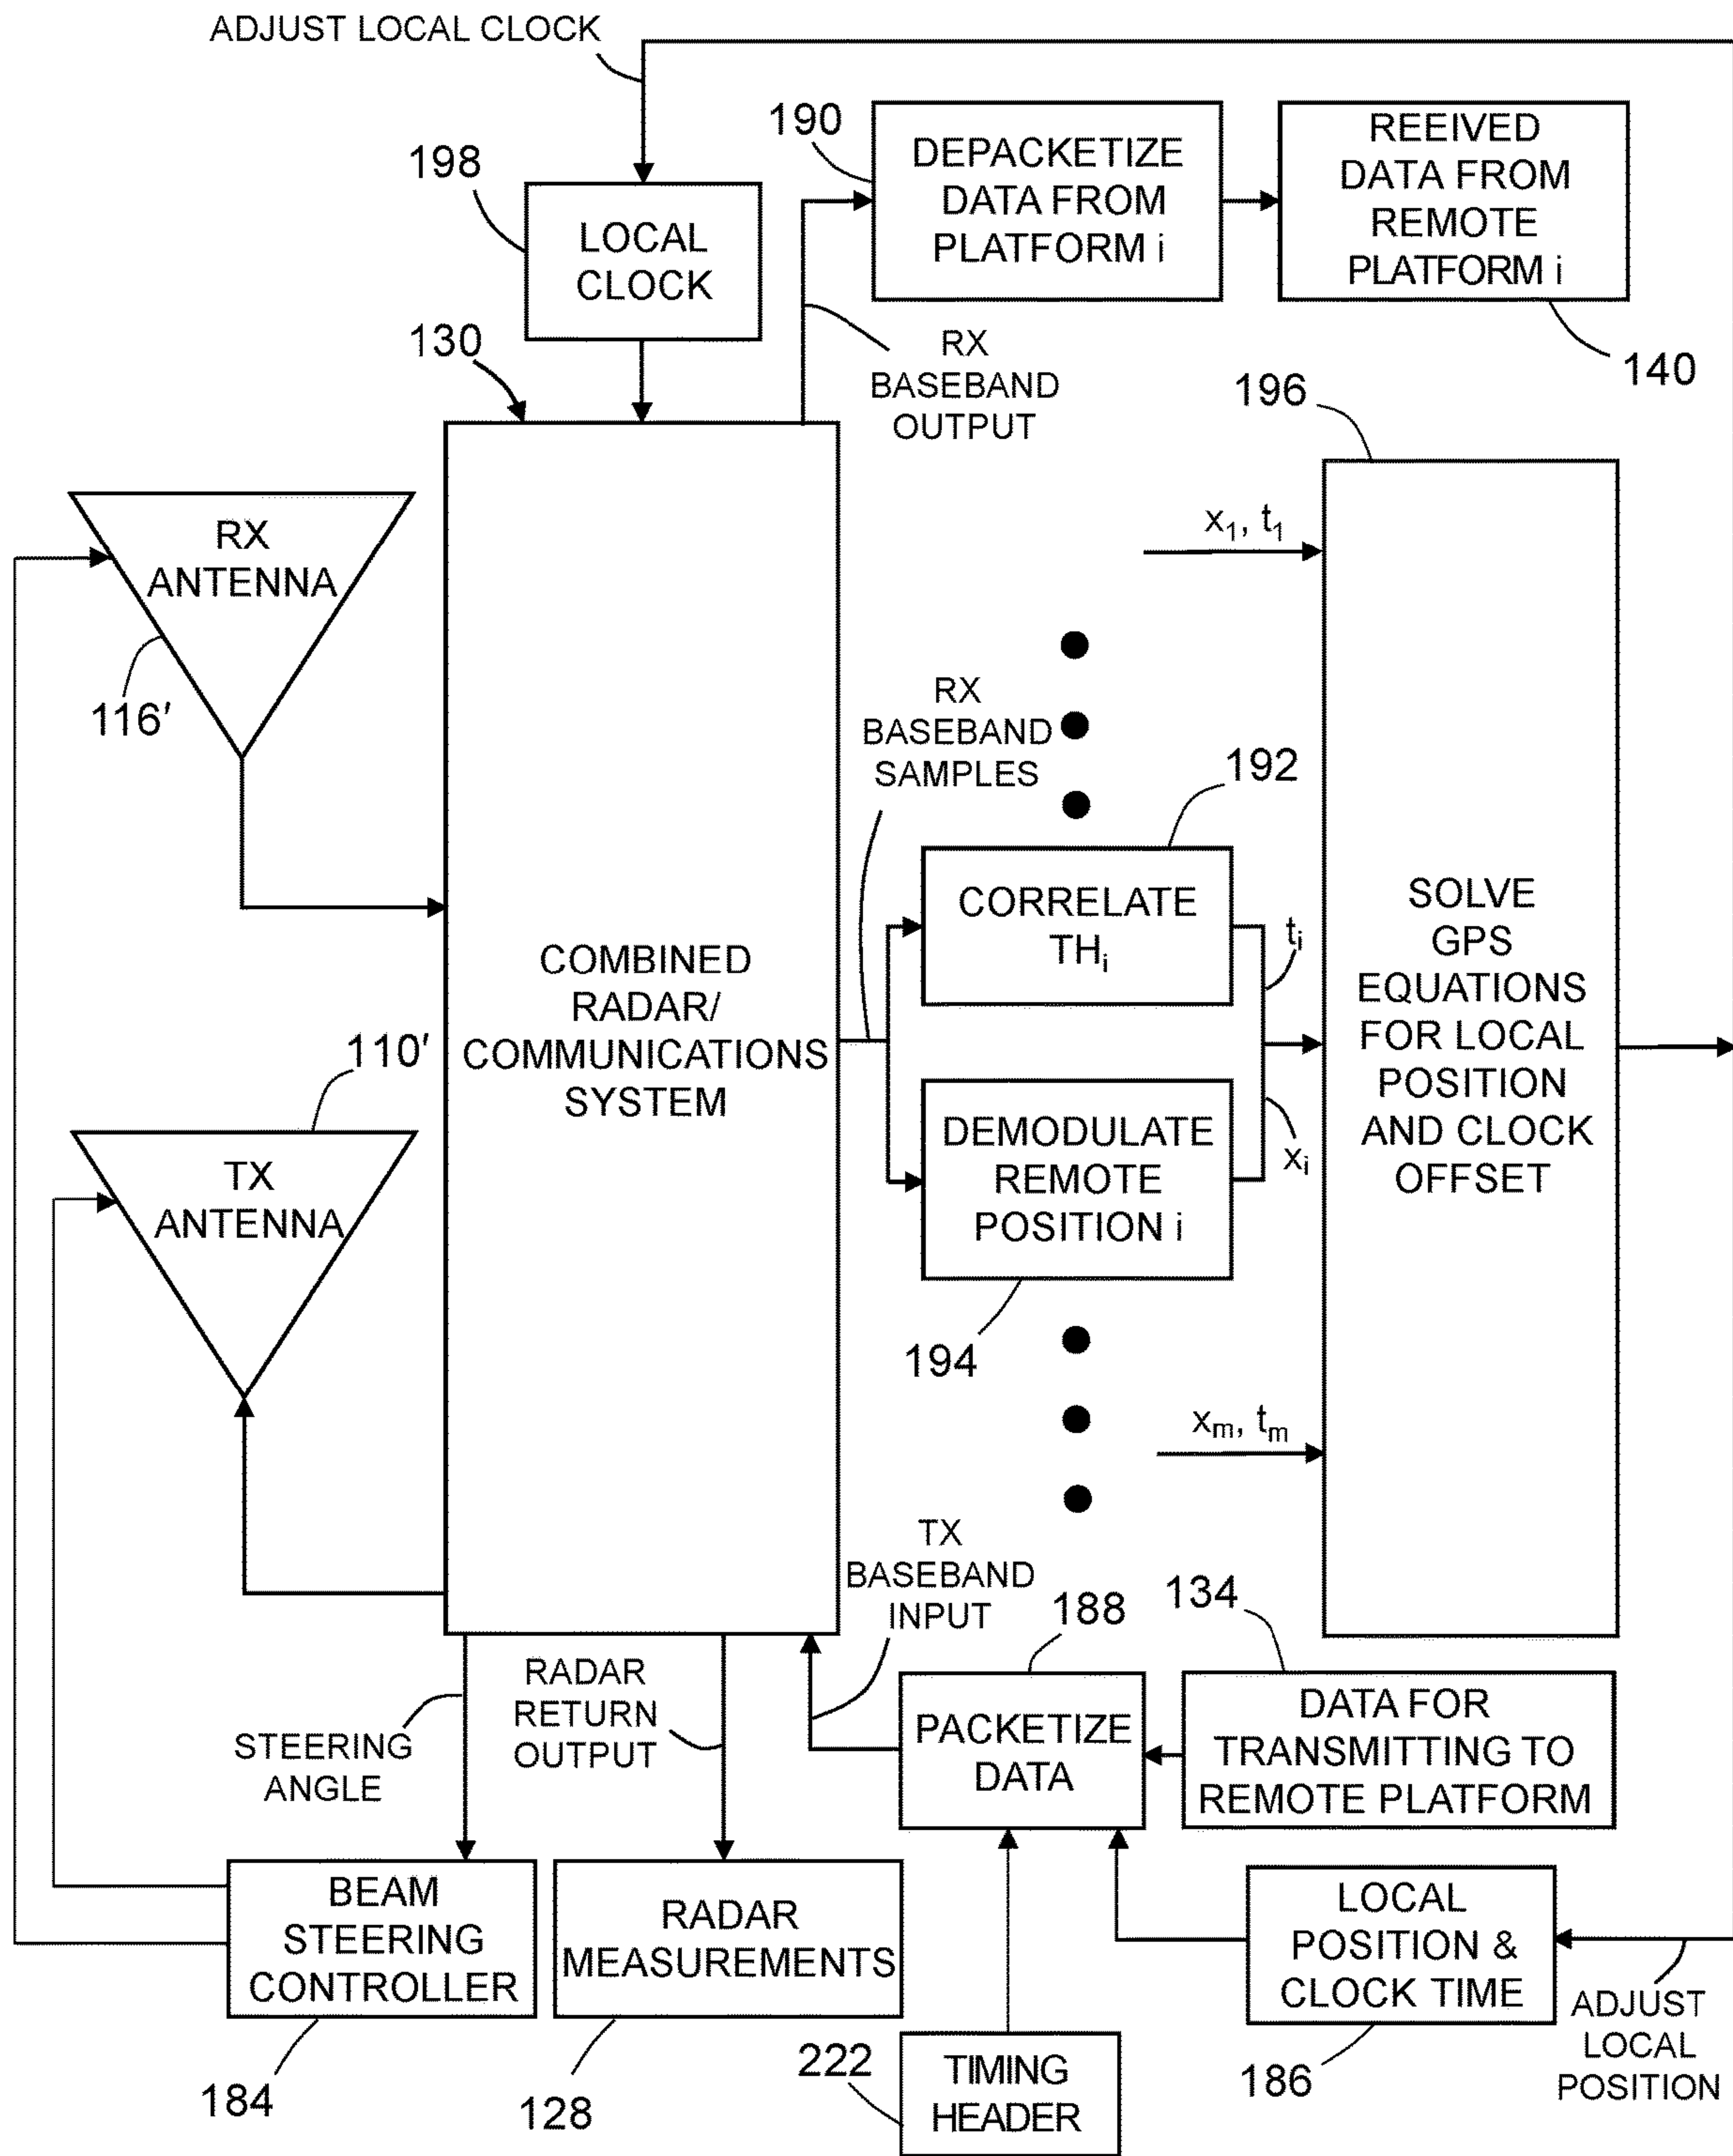 ADJUST LOCAL CLOCK
198
LOCAL
CLOCK
190
DEPACKETIZE
DATA FROM
PLATFORM i
REEIVED
DATA FROM
REMOTE
PLATFORM i
140
130
RX
BASEBAND
OUTPUT
196
RX
ANTENNA
116'
x₁, t₁
RX
BASEBAND
SAMPLES
192
CORRELATE
THᵢ
tᵢ
COMBINED
RADAR/
COMMUNICATIONS
SYSTEM
SOLVE
GPS
EQUATIONS
FOR LOCAL
POSITION
AND CLOCK
OFFSET
110'
TX
ANTENNA
DEMODULATE
REMOTE
POSITION i
xᵢ
194
xₘ, tₘ
TX
BASEBAND
INPUT
188
134
STEERING
ANGLE
RADAR
RETURN
OUTPUT
PACKETIZE
DATA
DATA FOR
TRANSMITTING TO
REMOTE PLATFORM
BEAM
STEERING
CONTROLLER
184
RADAR
MEASUREMENTS
128
LOCAL
POSITION &
CLOCK TIME
186
ADJUST
LOCAL
POSITION
222
TIMING
HEADER